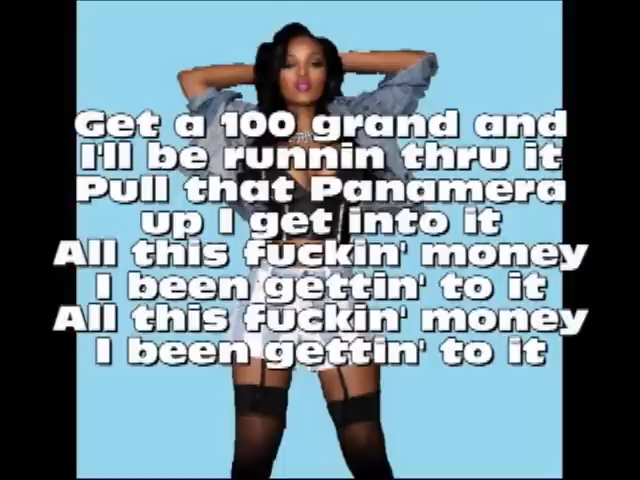 Get a 100 grand and
I'll be runnin thru it
Pull that Panamera
up I get into it
All this fuckin' money
I been gettin' to it
All this fuckin' money
I been gettin' to it